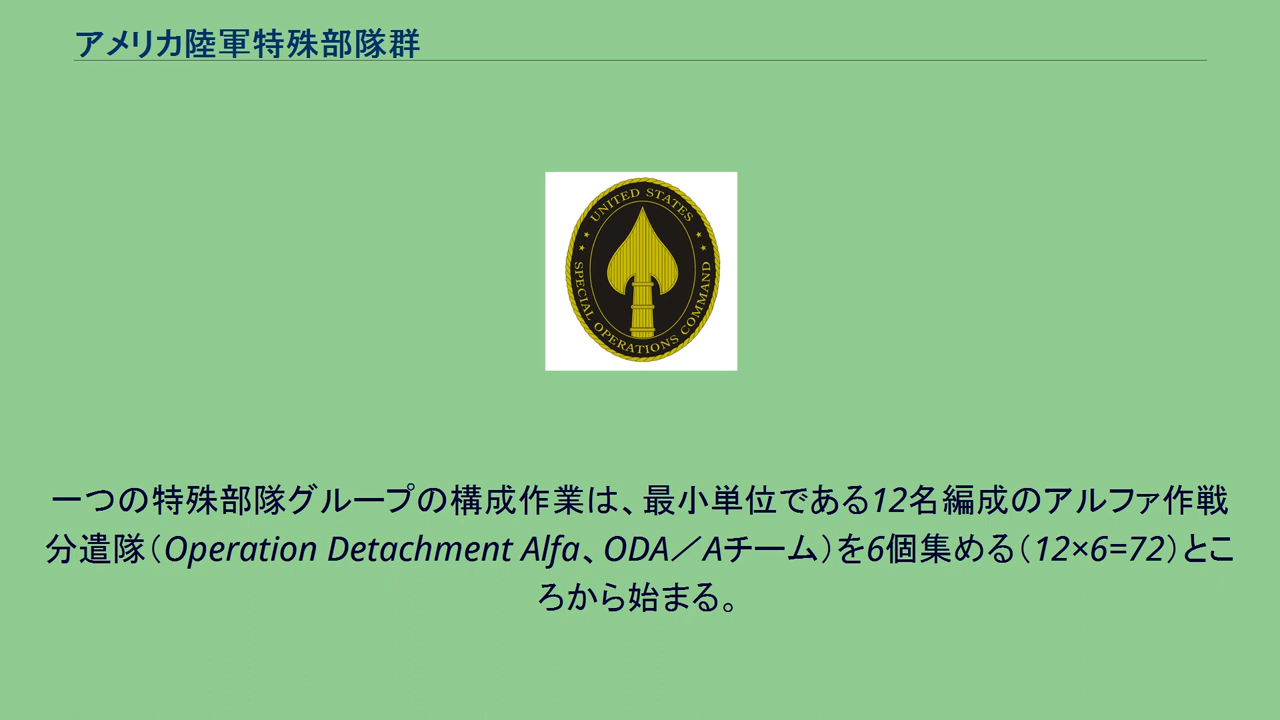 アメリカ陸軍特殊部隊群
UNITED STATES
SPECIAL OPERATIONS COMMAND
一つの特殊部隊グループの構成作業は、最小単位である12名編成のアルファ作戦
分遣隊（Operation Detachment Alfa、ODA／Aチーム）を6個集める（12×6=72）とこ
ろから始まる。